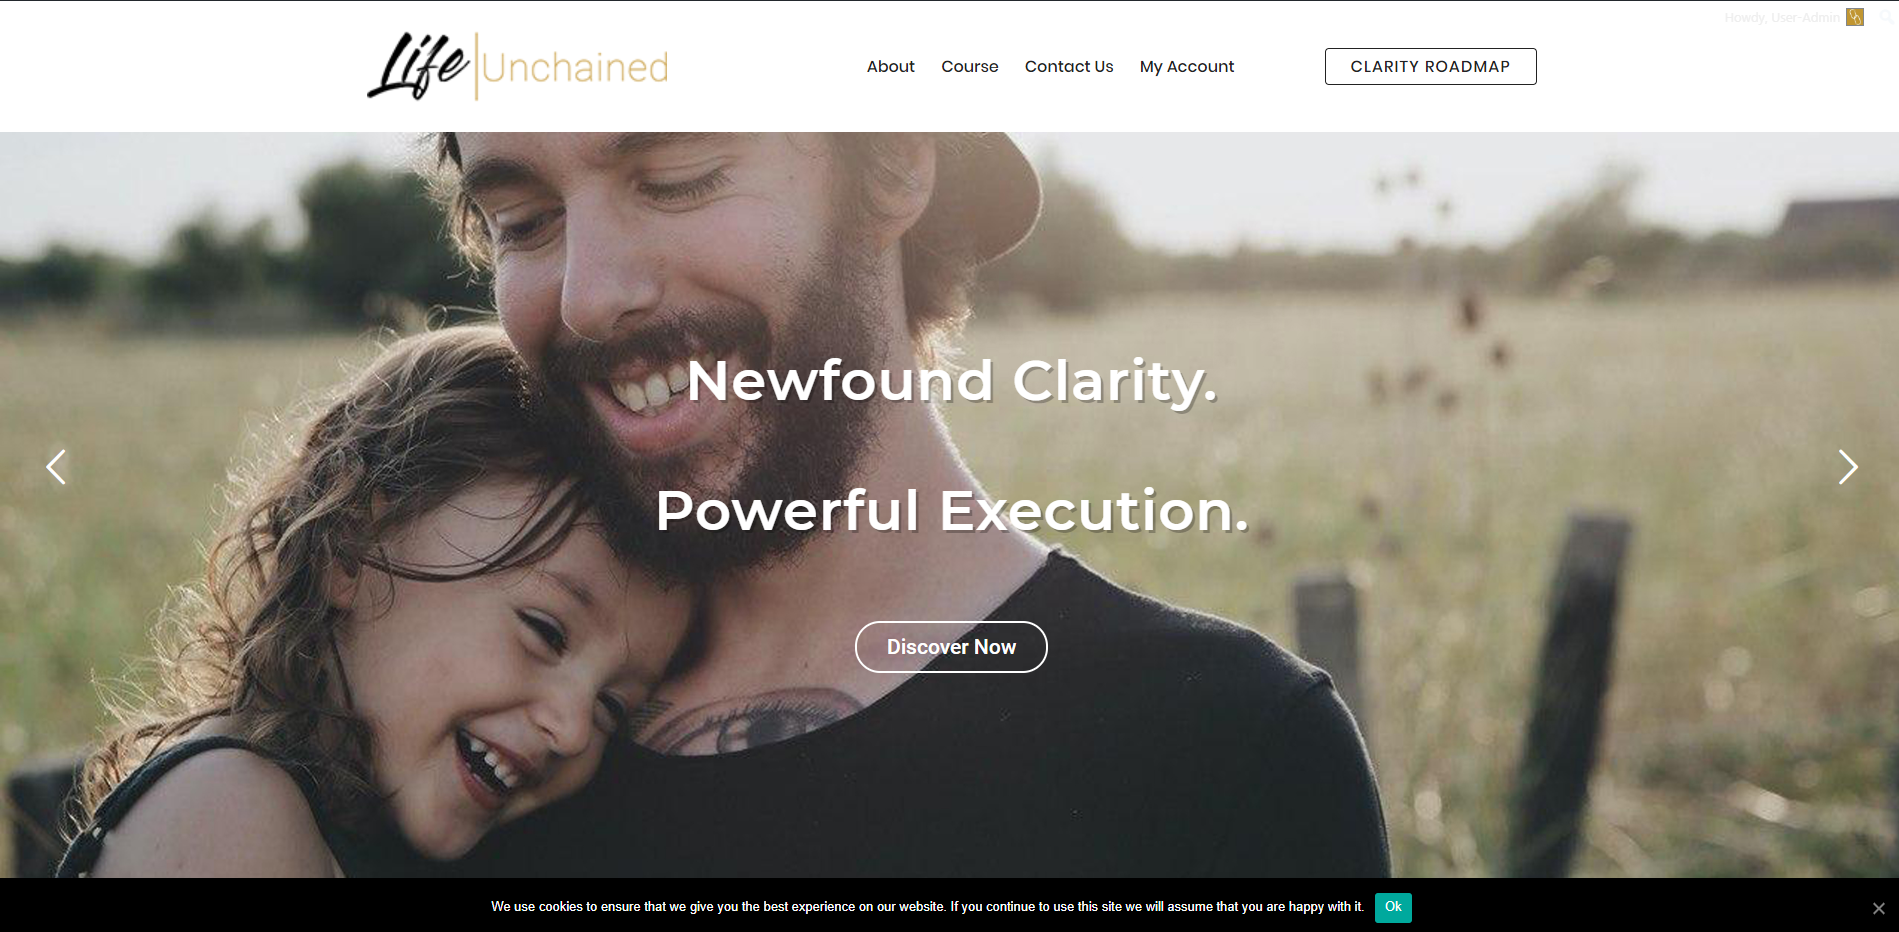 Howdy, User-Admin
Life Unchained
About Course Contact Us My Account CLARITY ROADMAP
Newfound Clarity.
Powerful Execution.
Discover Now
We use cookies to ensure that we give you the best experience on our website. If you continue to use this site we will assume that you are happy with it. Ok